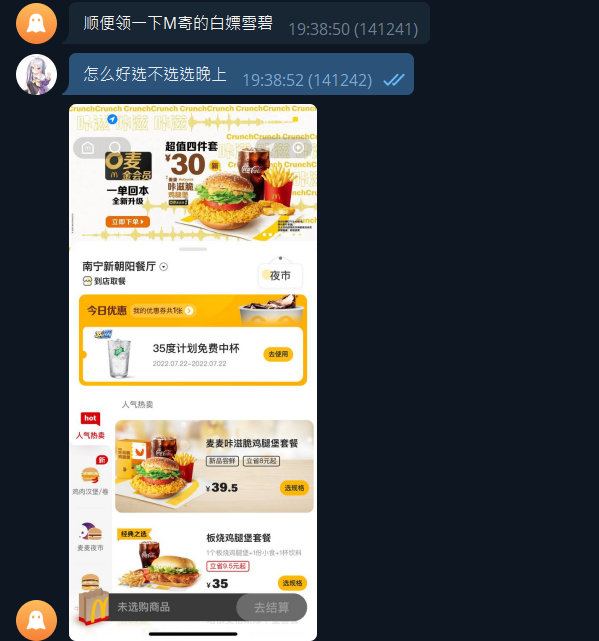 顺便领一下M寄的白嫖雪碧 19:38:50 (141241)
怎么好选不选选晚上 19:38:52 (141242)
CrunchCrunchCrunchCrunchCrunch
咔滋 咔滋 咔滋
麦金会员
一单回本
全新升级
立即下单
超值四件套
¥30
麦麦
咔滋脆
鸡腿堡
南宁新朝阳餐厅
到店取餐
夜市
今日优惠
我的优惠券共1张
35度计划免费中杯
2022.07.22~2022.07.22
去使用
人气热卖
hot
人气热卖
新
鸡肉汉堡/卷
麦麦夜市
麦麦咔滋脆鸡腿堡套餐
新品尝鲜 立省8元起
¥39.5
选规格
经典之选
板烧鸡腿堡套餐
1个板烧鸡腿堡+1份小食+1杯饮料
立省9.5元起
¥35
选规格
未选购商品
去结算